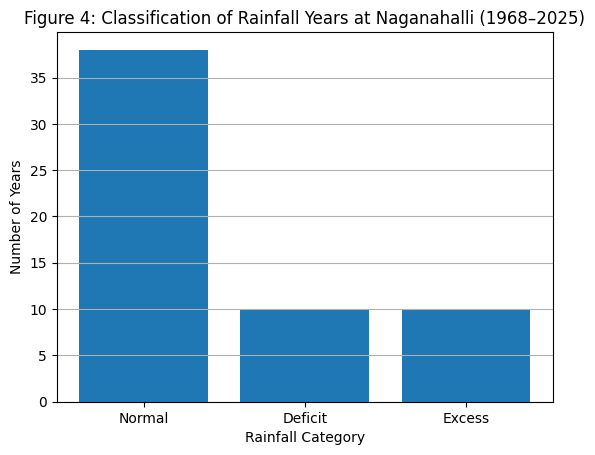 Figure 4: Classification of Rainfall Years at Naganahalli (1968–2025)
Number of Years
35
30
25
20
15
10
5
0
Normal Deficit Excess
Rainfall Category